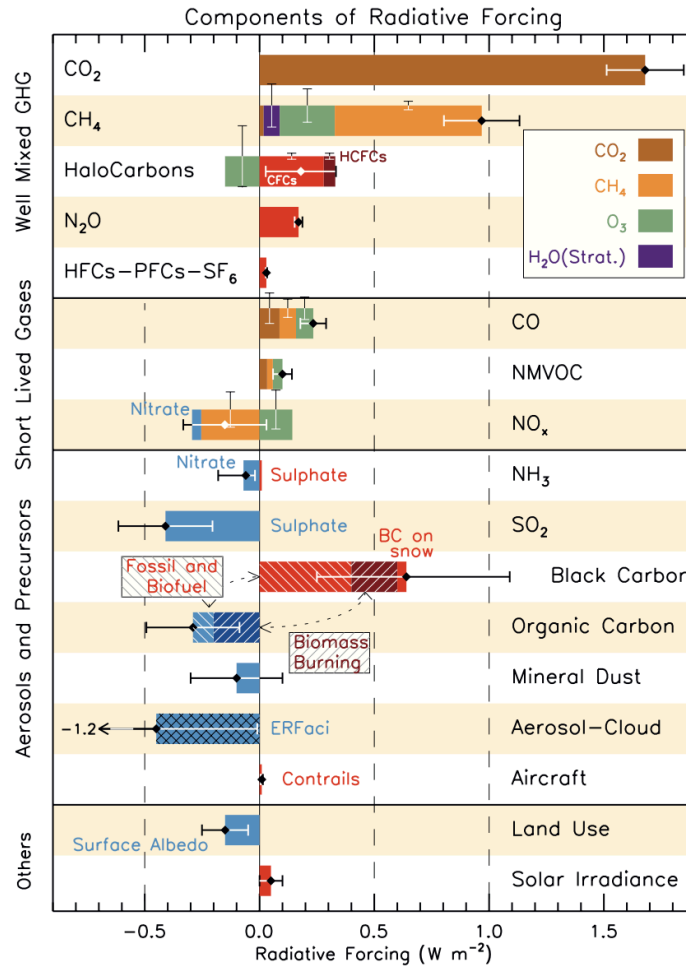 Components of Radiative Forcing
Well Mixed GHG
CO₂
CH₄
HaloCarbons
CFCs
HCFCs
N₂O
HFCs-PFCs-SF₆
CO₂
CH₄
O₃
H₂O(Strat.)
Short Lived Gases
CO
NMVOC
Nitrate
NOₓ
Aerosols and Precursors
Nitrate
Sulphate
NH₃
Sulphate
SO₂
BC on
snow
Fossil and
Biofuel
Black Carbon
Organic Carbon
Biomass
Burning
Mineral Dust
-1.2
ERFaci
Aerosol-Cloud
Contrails
Aircraft
Others
Surface Albedo
Land Use
Solar Irradiance
-0.5 0.0 0.5 1.0 1.5
Radiative Forcing (W m⁻²)